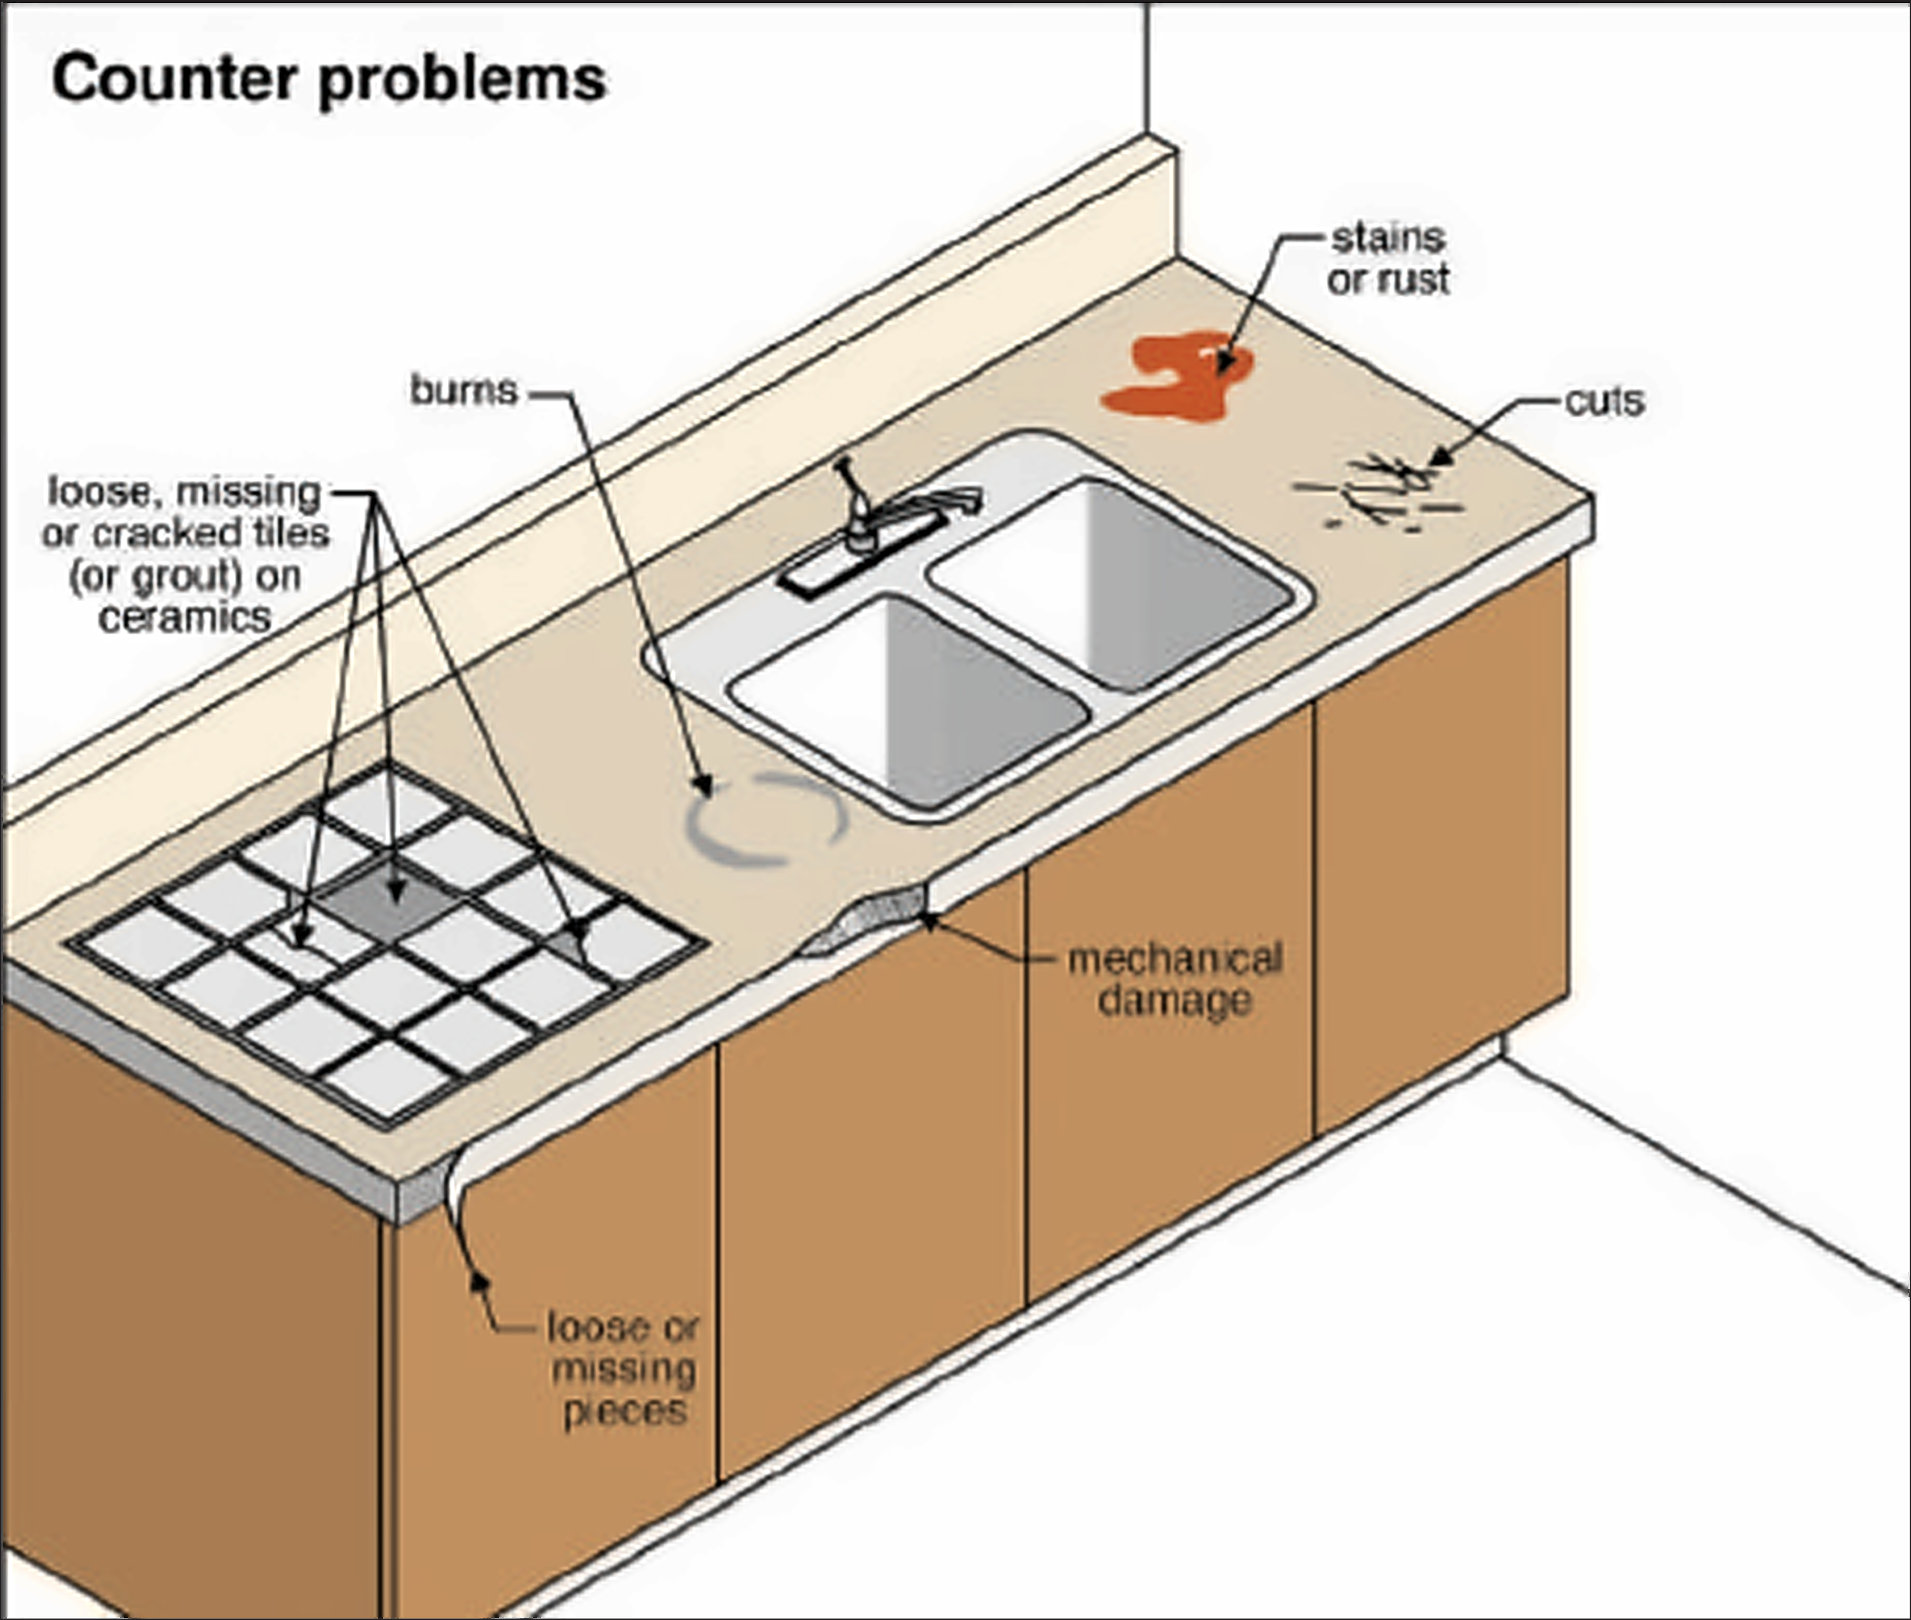 Counter problems
stains
or rust
burns
cuts
loose, missing
or cracked tiles
(or grout) on
ceramics
mechanical
damage
loose or
missing
pieces